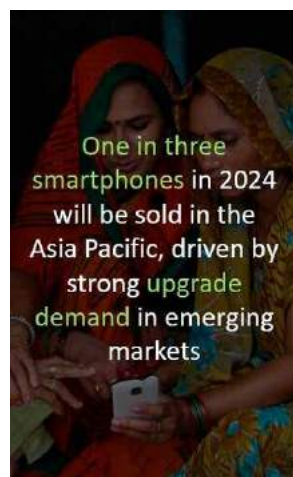 One in three
smartphones in 2024
will be sold in the
Asia Pacific, driven by
strong upgrade
demand in emerging
markets